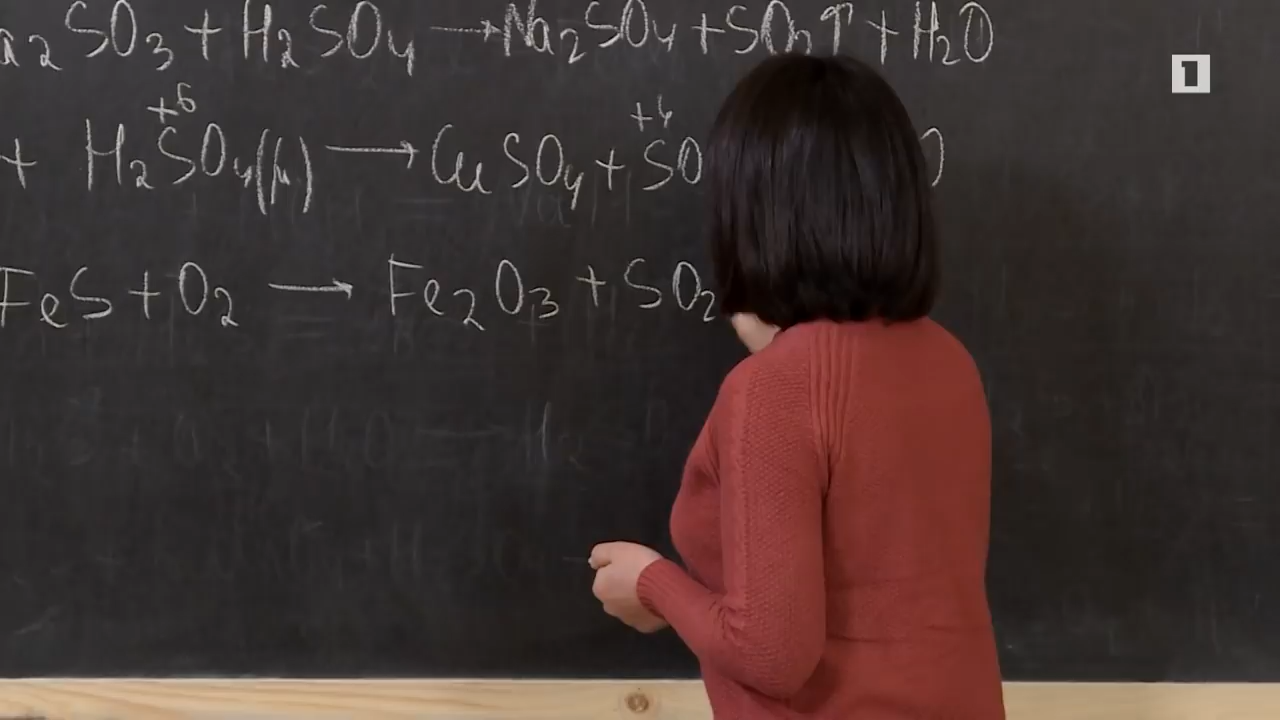 a₂SO₃ + H₂SO₄ → Na₂SO₄ + SO₂↑ + H₂O
1
+6 +4
+ H₂SO₄(խ) → CuSO₄ + SO
FeS + O₂ → Fe₂O₃ + SO₂